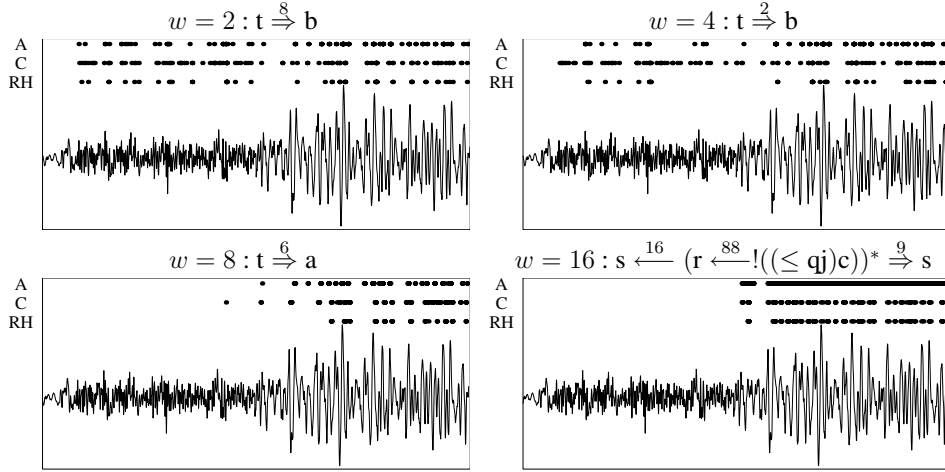 w = 2 : t ⇒^8 b
A
C
RH
w = 4 : t ⇒^2 b
A
C
RH
w = 8 : t ⇒^6 a
A
C
RH
w = 16 : s ←^16 (r ←^88 !((≤ qj)c))* ⇒^9 s
A
C
RH